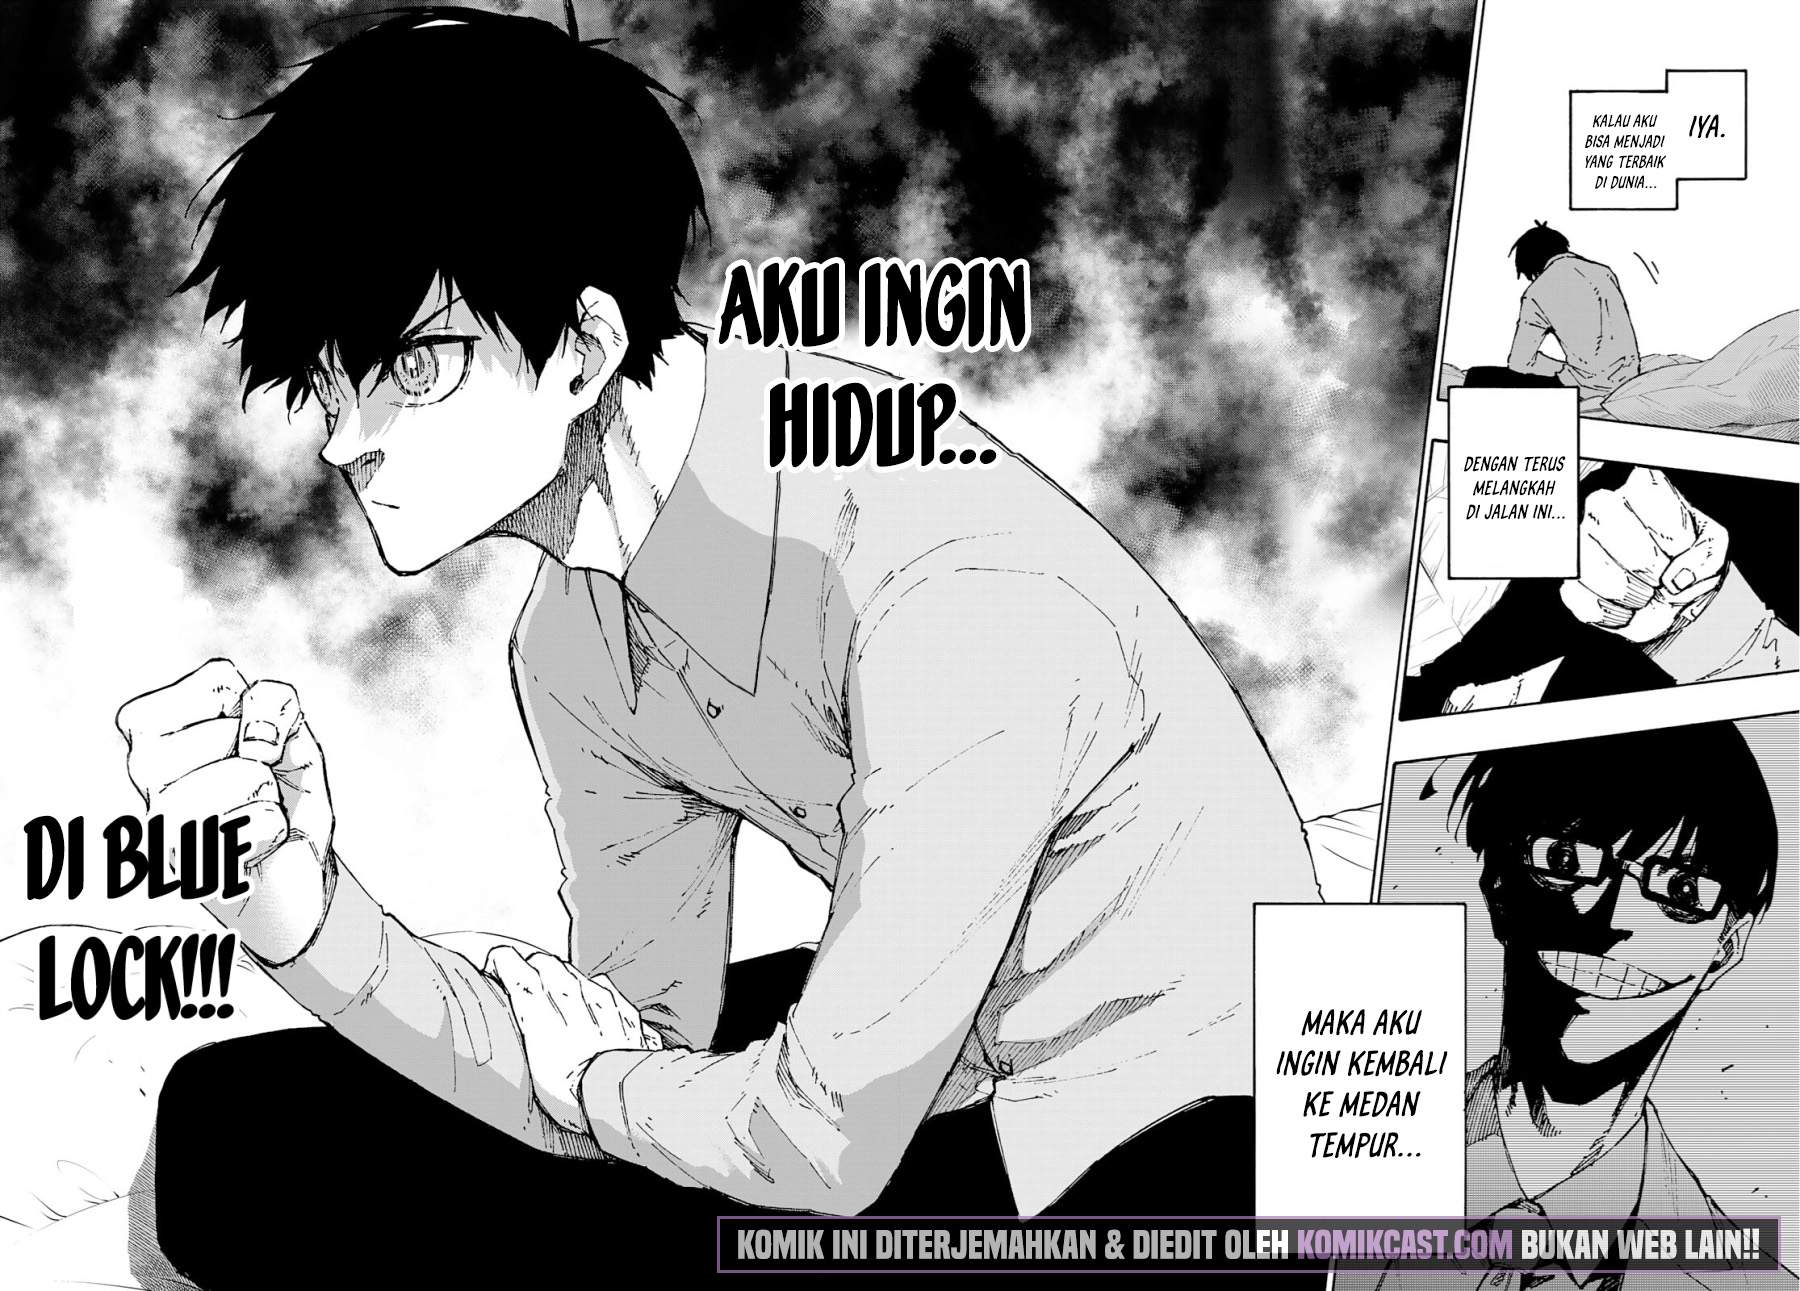 IYA.
KALAU AKU
BISA MENJADI
YANG TERBAIK
DI DUNIA...
DENGAN TERUS
MELANGKAH
DI JALAN INI...
MAKA AKU
INGIN KEMBALI
KE MEDAN
TEMPUR...
AKU INGIN
HIDUP...
DI BLUE
LOCK!!!
KOMIK INI DITERJEMAHKAN & DIEDIT OLEH KOMIKCAST.COM BUKAN WEB LAIN!!